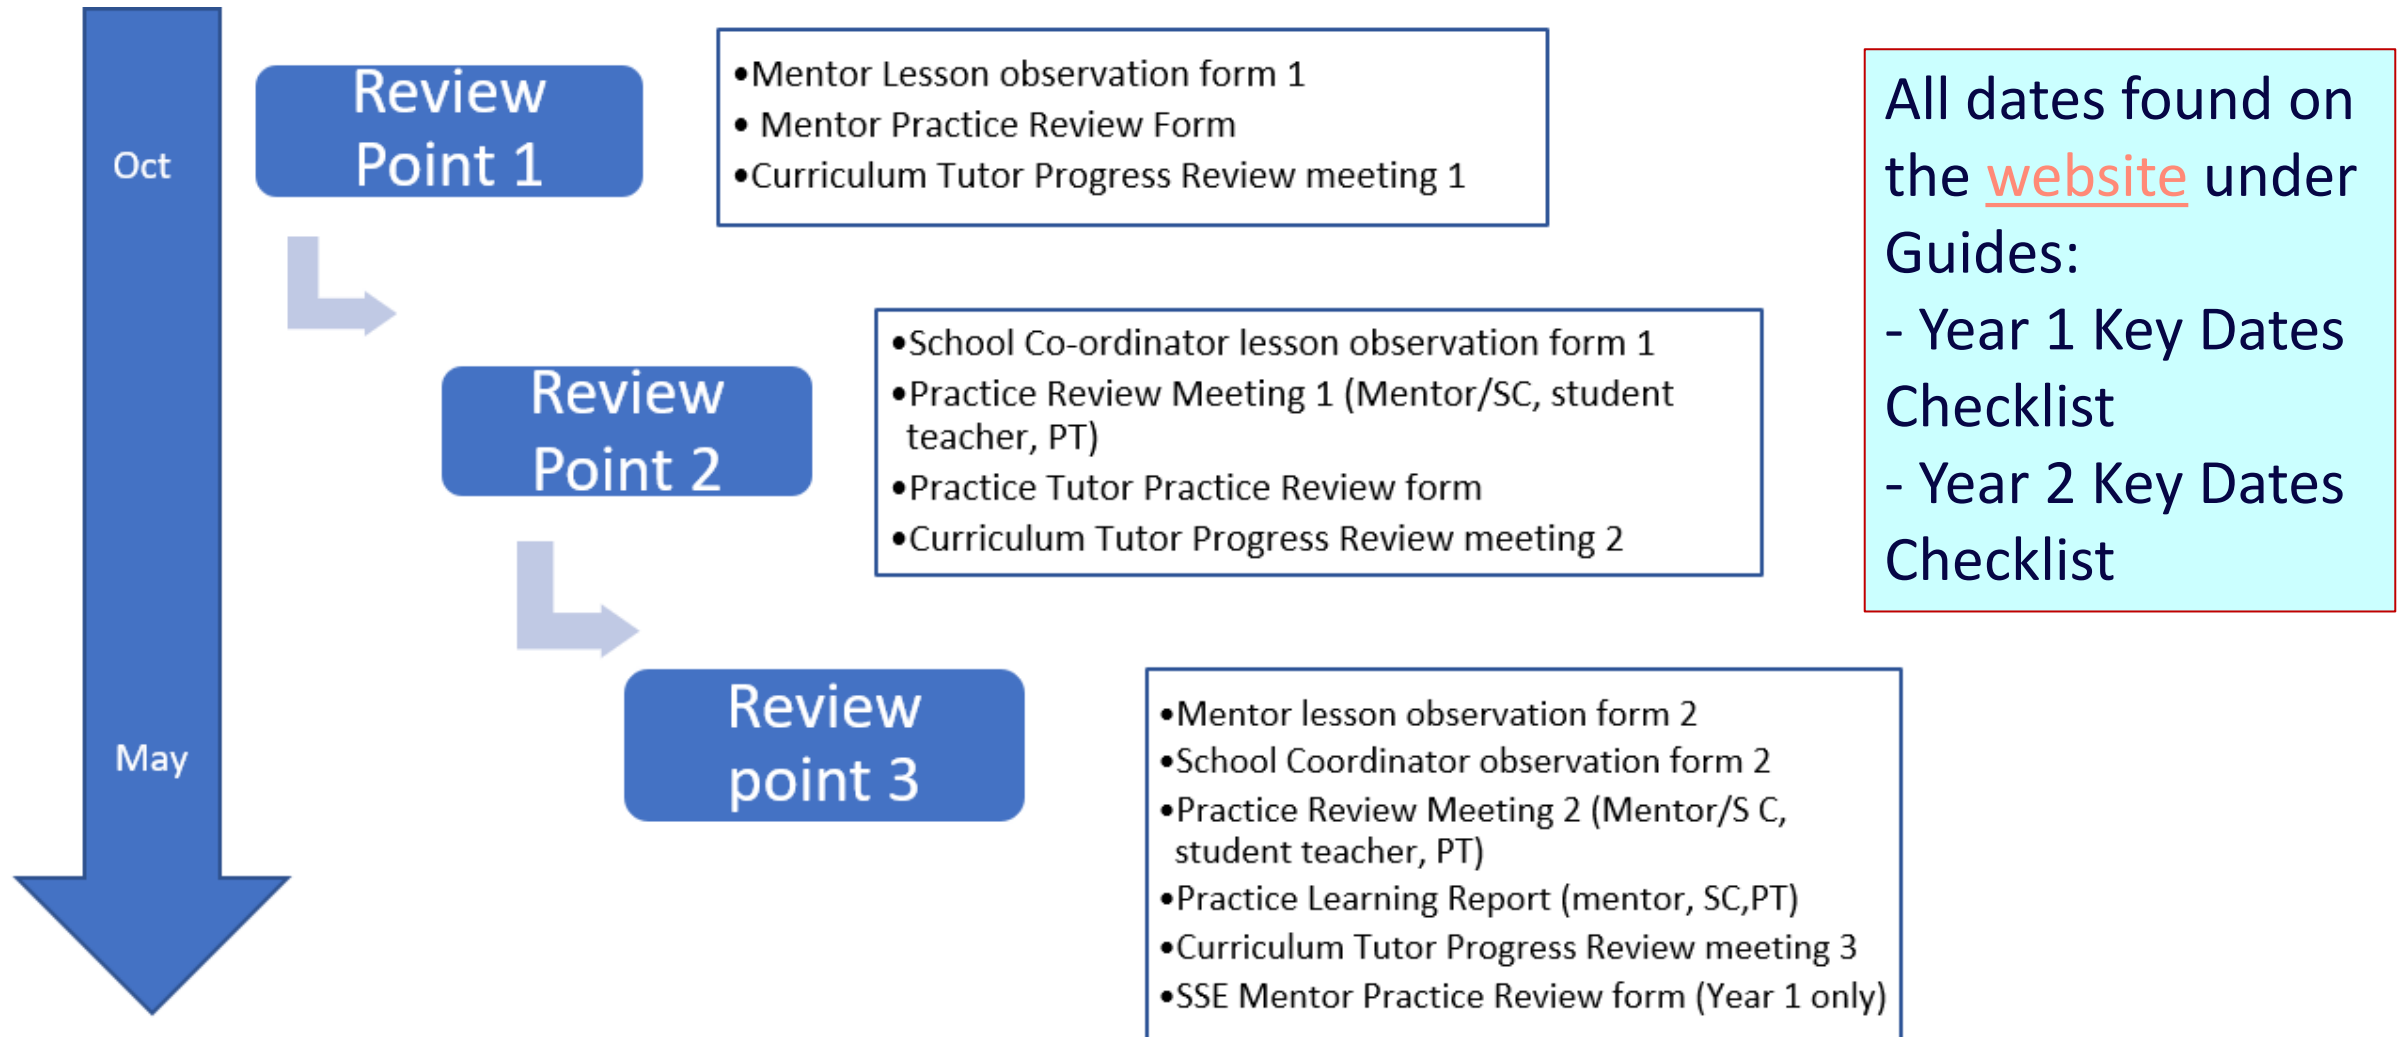 Oct
May
Review
Point 1
•Mentor Lesson observation form 1
• Mentor Practice Review Form
•Curriculum Tutor Progress Review meeting 1
Review
Point 2
•School Co-ordinator lesson observation form 1
•Practice Review Meeting 1 (Mentor/SC, student
teacher, PT)
•Practice Tutor Practice Review form
•Curriculum Tutor Progress Review meeting 2
Review
point 3
•Mentor lesson observation form 2
•School Coordinator observation form 2
•Practice Review Meeting 2 (Mentor/S C,
student teacher, PT)
•Practice Learning Report (mentor, SC,PT)
•Curriculum Tutor Progress Review meeting 3
•SSE Mentor Practice Review form (Year 1 only)
All dates found on
the website under
Guides:
- Year 1 Key Dates
Checklist
- Year 2 Key Dates
Checklist